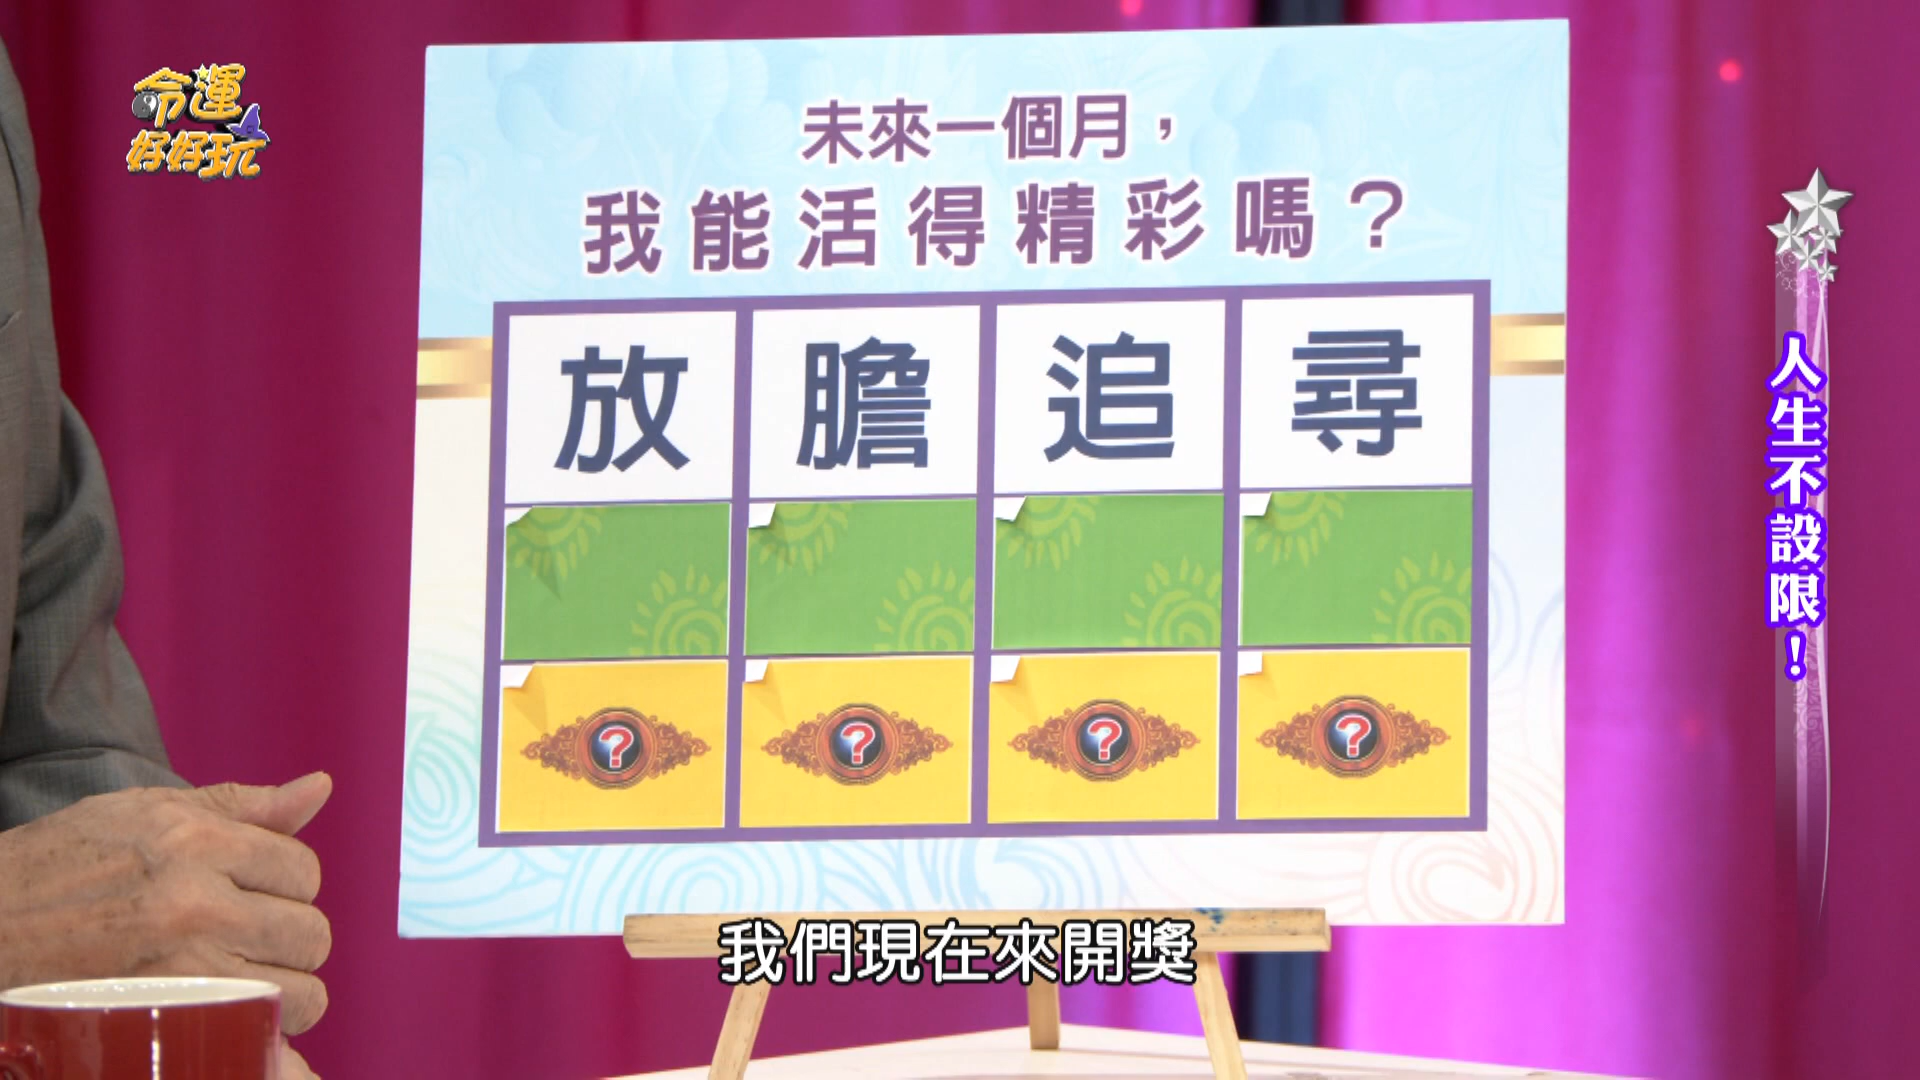 命運
好好玩
未來一個月，
我能活得精彩嗎？
放 膽 追 尋
? ? ? ?
人生不設限！
我們現在來開獎